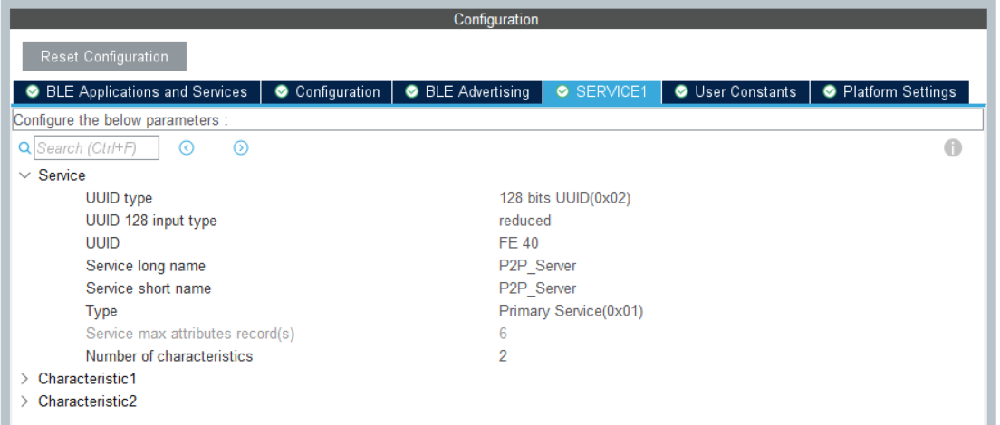 Configuration
Reset Configuration
BLE Applications and Services Configuration BLE Advertising SERVICE1 User Constants Platform Settings
Configure the below parameters :
Search (Ctrl+F)
Service
UUID type 128 bits UUID(0x02)
UUID 128 input type reduced
UUID FE 40
Service long name P2P_Server
Service short name P2P_Server
Type Primary Service(0x01)
Service max attributes record(s) 6
Number of characteristics 2
Characteristic1
Characteristic2